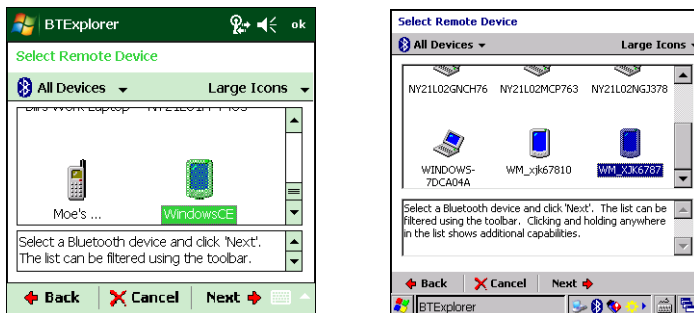 BTExplorer ok
Select Remote Device
All Devices Large Icons
Moe's ... WindowsCE
Select a Bluetooth device and click 'Next'.
The list can be filtered using the toolbar.
Back Cancel Next
Select Remote Device
All Devices Large Icons
NY21L02GNCH76 NY21L02MCP763 NY21L02NGJ378
WINDOWS-
7DCA04A
WM_xjk67810 WM_XJK6787
Select a Bluetooth device and click 'Next'. The list can be
filtered using the toolbar. Clicking and holding anywhere
in the list shows additional capabilities.
Back Cancel Next
BTExplorer